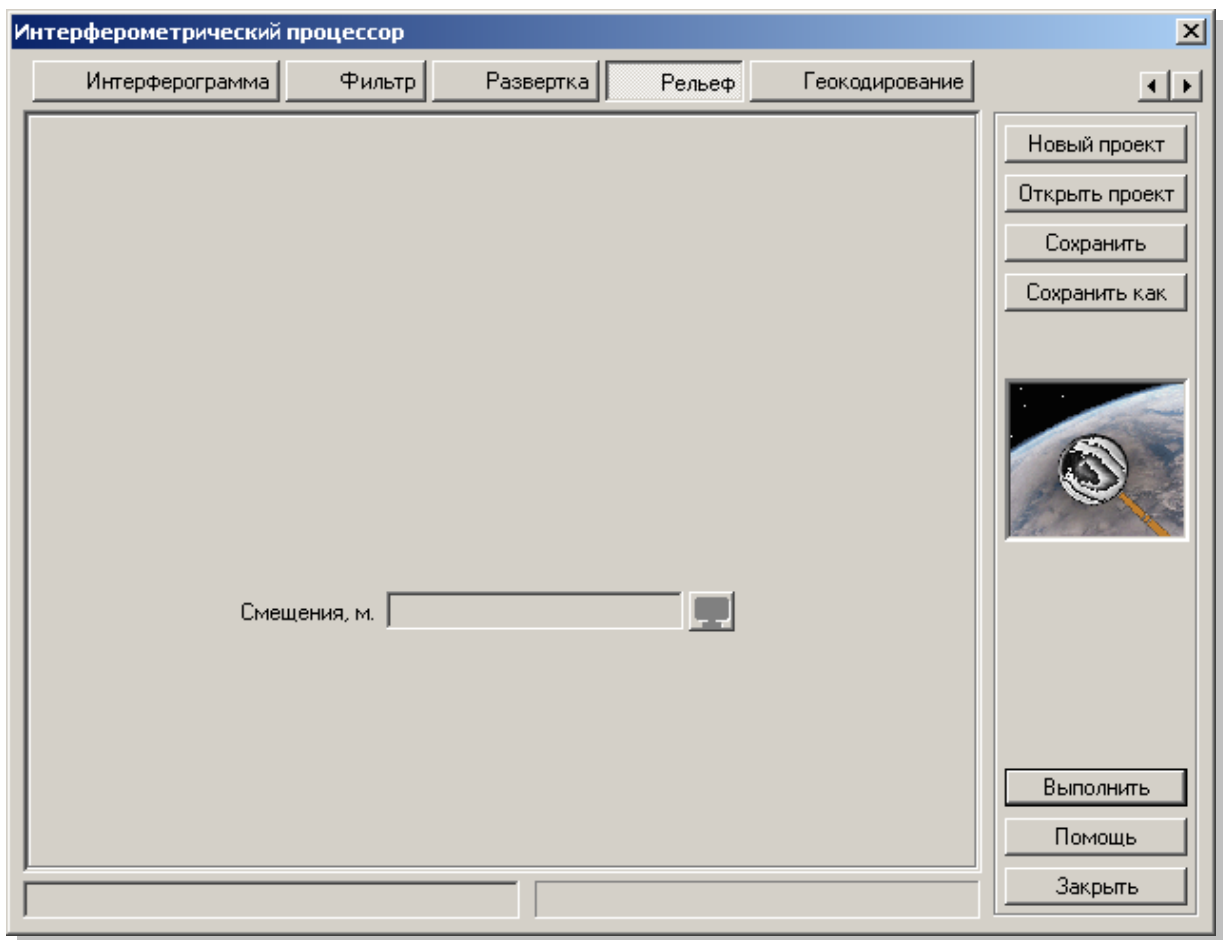 Интерферометрический процессор
Интерферограмма Фильтр Развертка Рельеф Геокодирование
Новый проект
Открыть проект
Сохранить
Сохранить как
Смещения, м.
Выполнить
Помощь
Закрыть